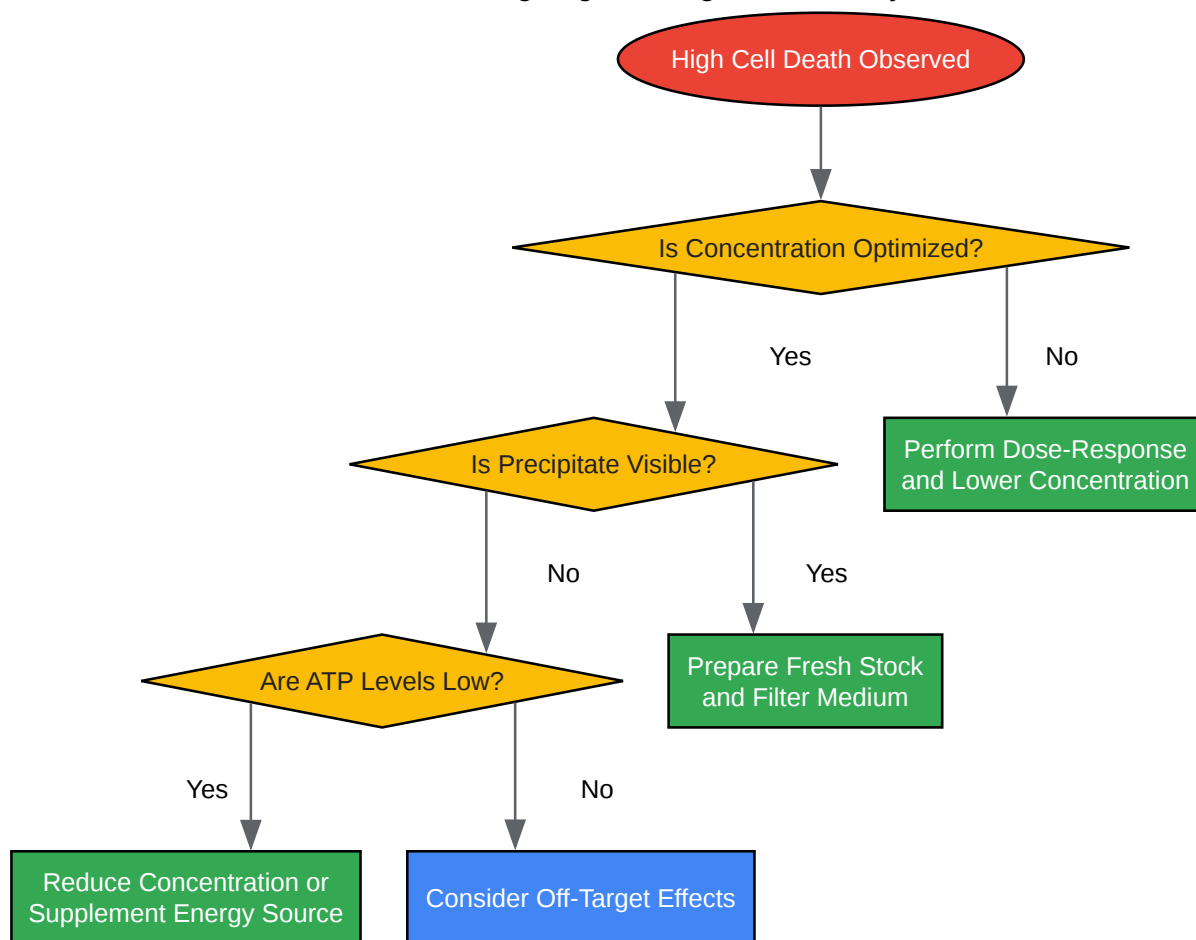 High Cell Death Observed
Is Concentration Optimized?
Yes
No
Perform Dose-Response
and Lower Concentration
Is Precipitate Visible?
No
Yes
Prepare Fresh Stock
and Filter Medium
Are ATP Levels Low?
Yes
No
Reduce Concentration or
Supplement Energy Source
Consider Off-Target Effects